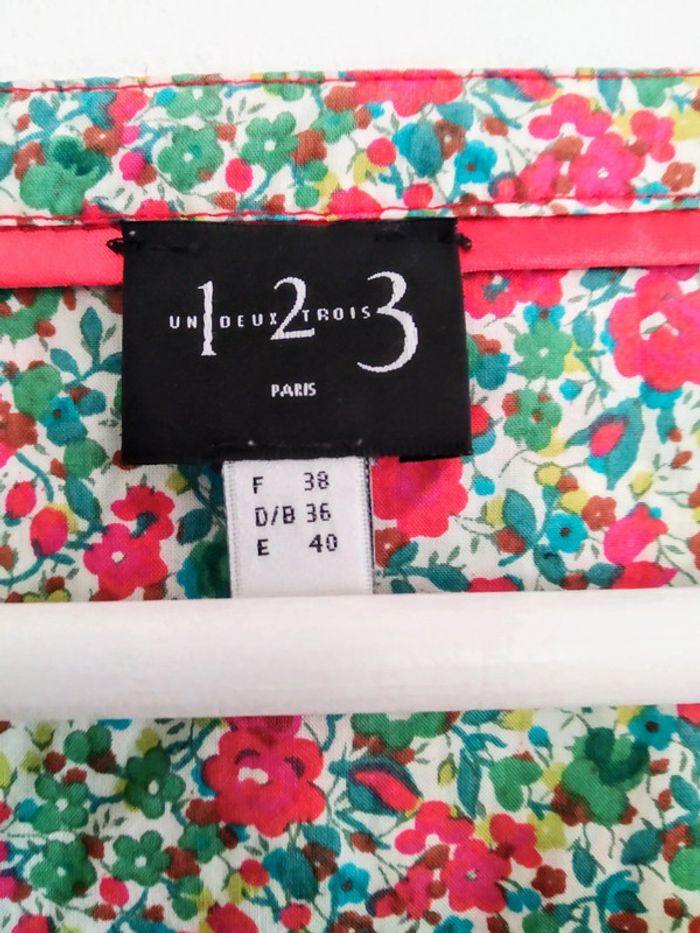 UN 1 DEUX 2 TROIS 3
PARIS
F 38
D/B 36
E 40